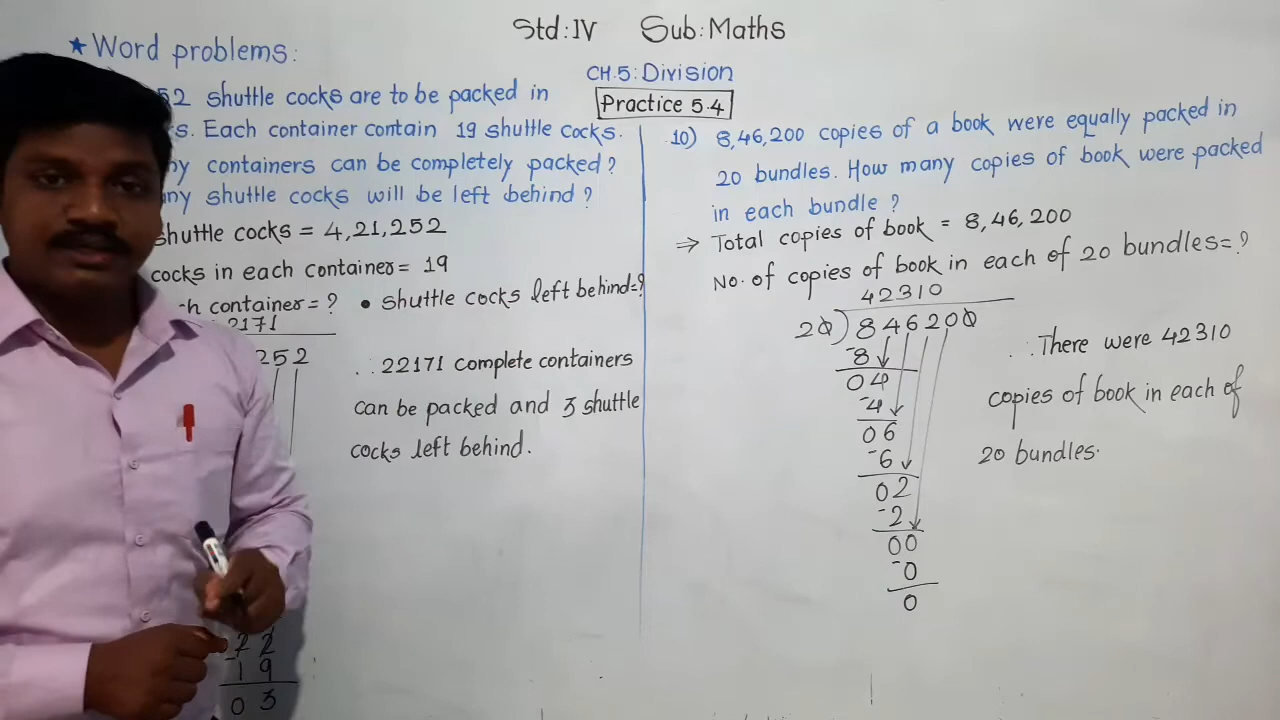 Std: IV Sub: Maths
CH.5: Division
Practice 5.4
★ Word problems:
52 shuttle cocks are to be packed in
s. Each container contain 19 shuttle cocks.
ny containers can be completely packed?
ny shuttle cocks will be left behind?
shuttle cocks = 4,21,252
cocks in each container = 19
h container = ? • shuttle cocks left behind = ?
2171
252
∴ 22171 complete containers
can be packed and 3 shuttle
cocks left behind.
22
-19
03
10) 8,46,200 copies of a book were equally packed in
20 bundles. How many copies of book were packed
in each bundle?
⇒ Total copies of book = 8,46,200
No. of copies of book in each of 20 bundles = ?
42310
20)846200
-8
04
-4
06
-6
02
-2
00
-0
0
∴ There were 42310
copies of book in each of
20 bundles.